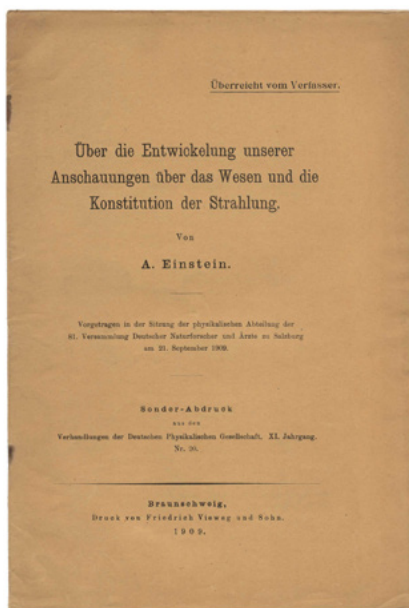 Überreicht vom Verfasser.
Über die Entwickelung unserer
Anschauungen über das Wesen und die
Konstitution der Strahlung.
Von
A. Einstein.
Vorgetragen in der Sitzung der physikalischen Abteilung der
81. Versammlung Deutscher Naturforscher und Ärzte zu Salzburg
am 21. September 1909.
Sonder-Abdruck
aus den
Verhandlungen der Deutschen Physikalischen Gesellschaft. XI. Jahrgang.
Nr. 20.
Braunschweig,
Druck von Friedrich Vieweg und Sohn.
1909.